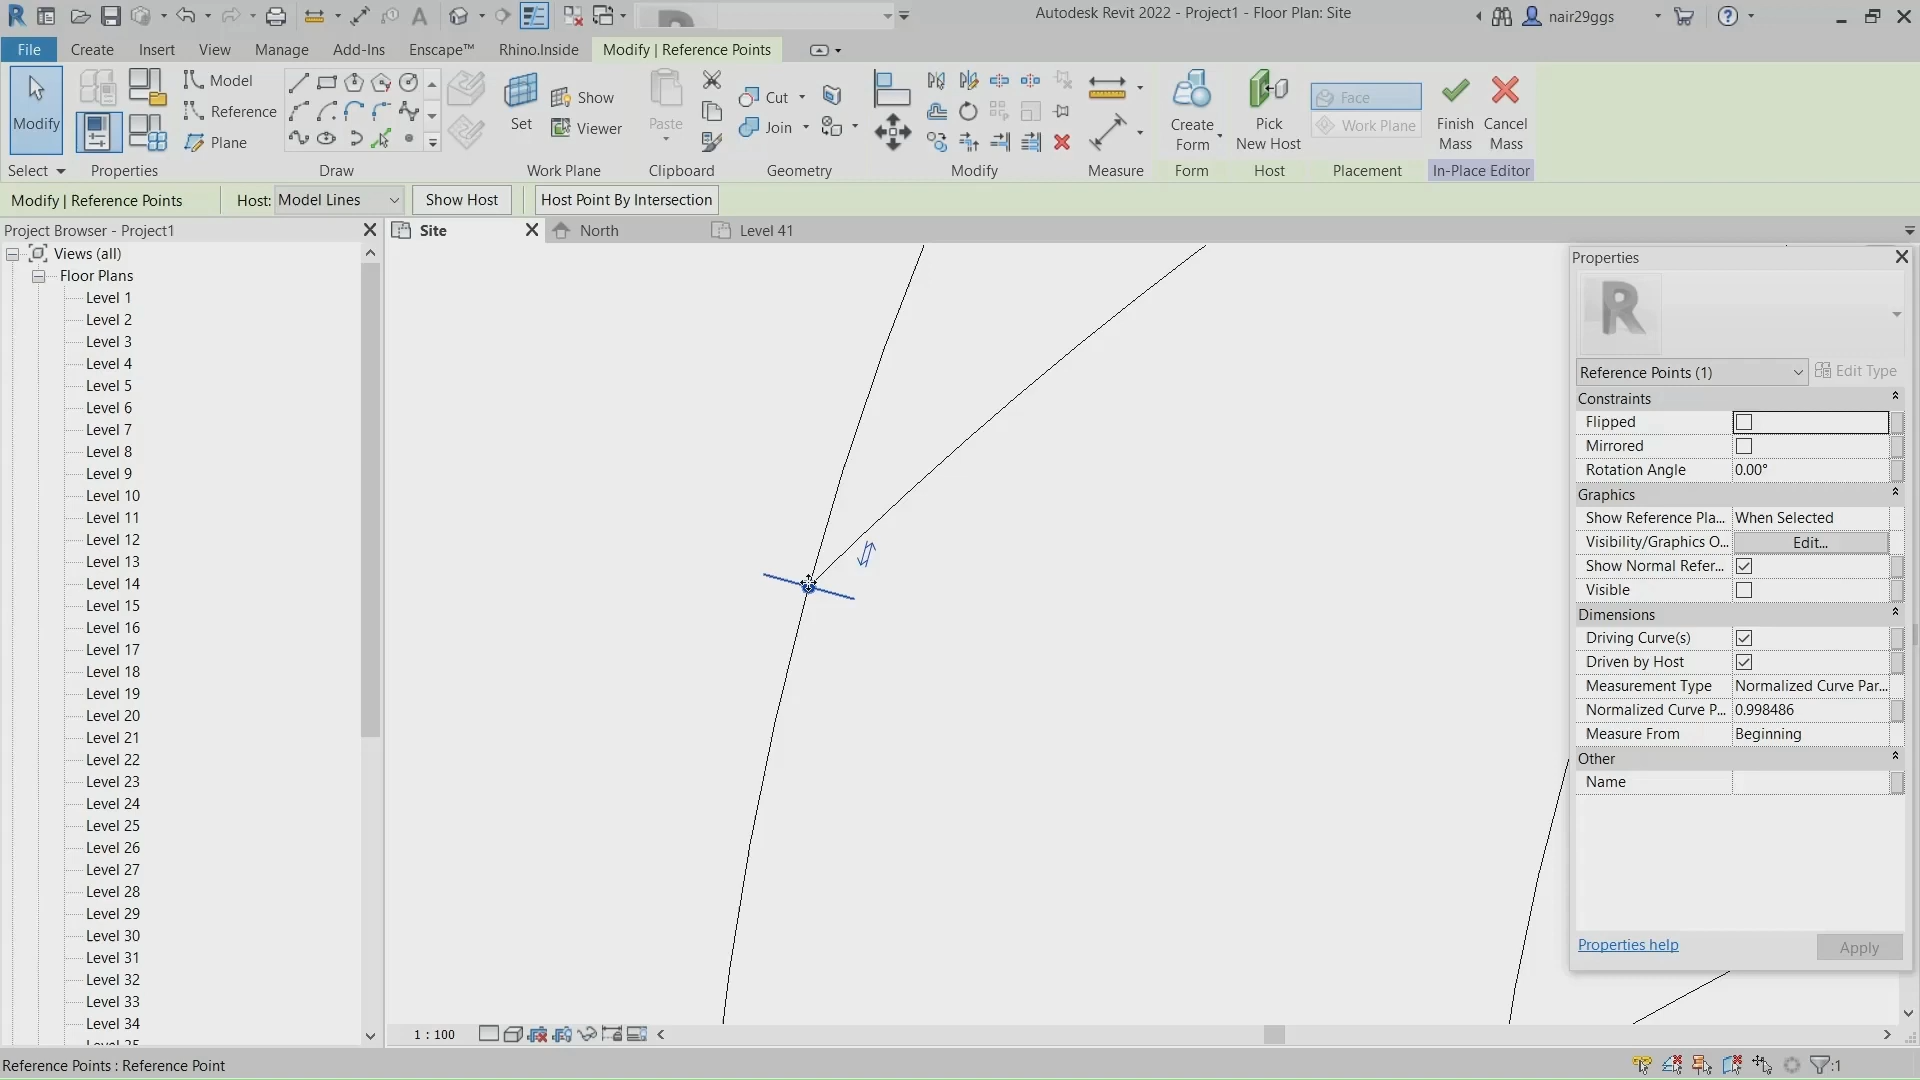 Autodesk Revit 2022 - Project1 - Floor Plan: Site
nair29ggs
File
Create
Insert
View
Manage
Add-Ins
Enscape™
Rhino.Inside
Modify | Reference Points
Modify
Model
Reference
Plane
Set
Show
Viewer
Paste
Cut
Join
Create
Form
Pick
New Host
Face
Work Plane
Finish
Mass
Cancel
Mass
Select
Properties
Draw
Work Plane
Clipboard
Geometry
Modify
Measure
Form
Host
Placement
In-Place Editor
Modify | Reference Points
Host:
Model Lines
Show Host
Host Point By Intersection
Project Browser - Project1
Site
North
Level 41
Views (all)
Floor Plans
Level 1
Level 2
Level 3
Level 4
Level 5
Level 6
Level 7
Level 8
Level 9
Level 10
Level 11
Level 12
Level 13
Level 14
Level 15
Level 16
Level 17
Level 18
Level 19
Level 20
Level 21
Level 22
Level 23
Level 24
Level 25
Level 26
Level 27
Level 28
Level 29
Level 30
Level 31
Level 32
Level 33
Level 34
Properties
Reference Points (1)
Edit Type
Constraints
Flipped
Mirrored
Rotation Angle 0.00°
Graphics
Show Reference Pla... When Selected
Visibility/Graphics O... Edit...
Show Normal Refer...
Visible
Dimensions
Driving Curve(s)
Driven by Host
Measurement Type Normalized Curve Par...
Normalized Curve P... 0.998486
Measure From Beginning
Other
Name
Properties help
Apply
1 : 100
Reference Points : Reference Point
:1